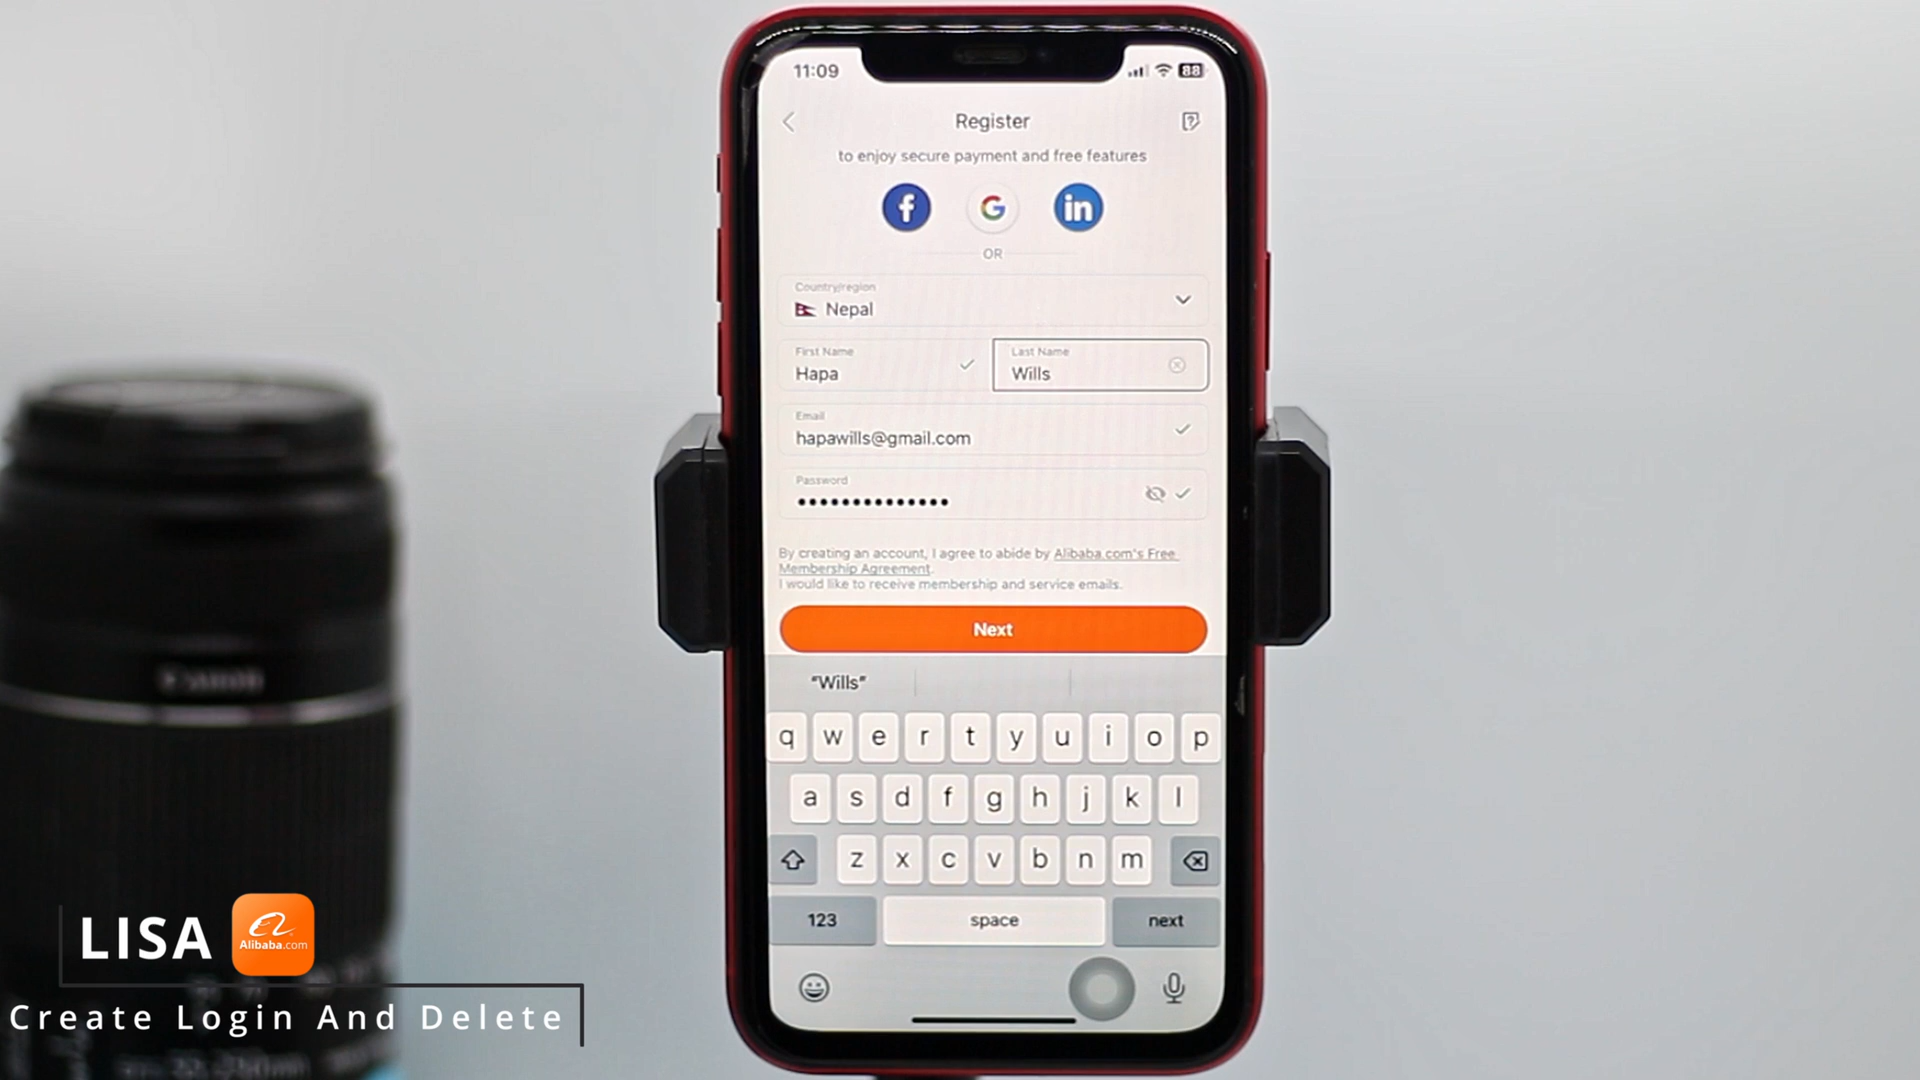 11:09
88
Register
to enjoy secure payment and free features
f G in
OR
Country/region
Nepal
First Name
Hapa
Last Name
Wills
Email
hapawills@gmail.com
Password
••••••••••••••
By creating an account, I agree to abide by Alibaba.com's Free
Membership Agreement.
I would like to receive membership and service emails.
Next
“Wills”
q w e r t y u i o p
a s d f g h j k l
z x c v b n m
123 space next
Canon
LISA
Alibaba.com
Create Login And Delete